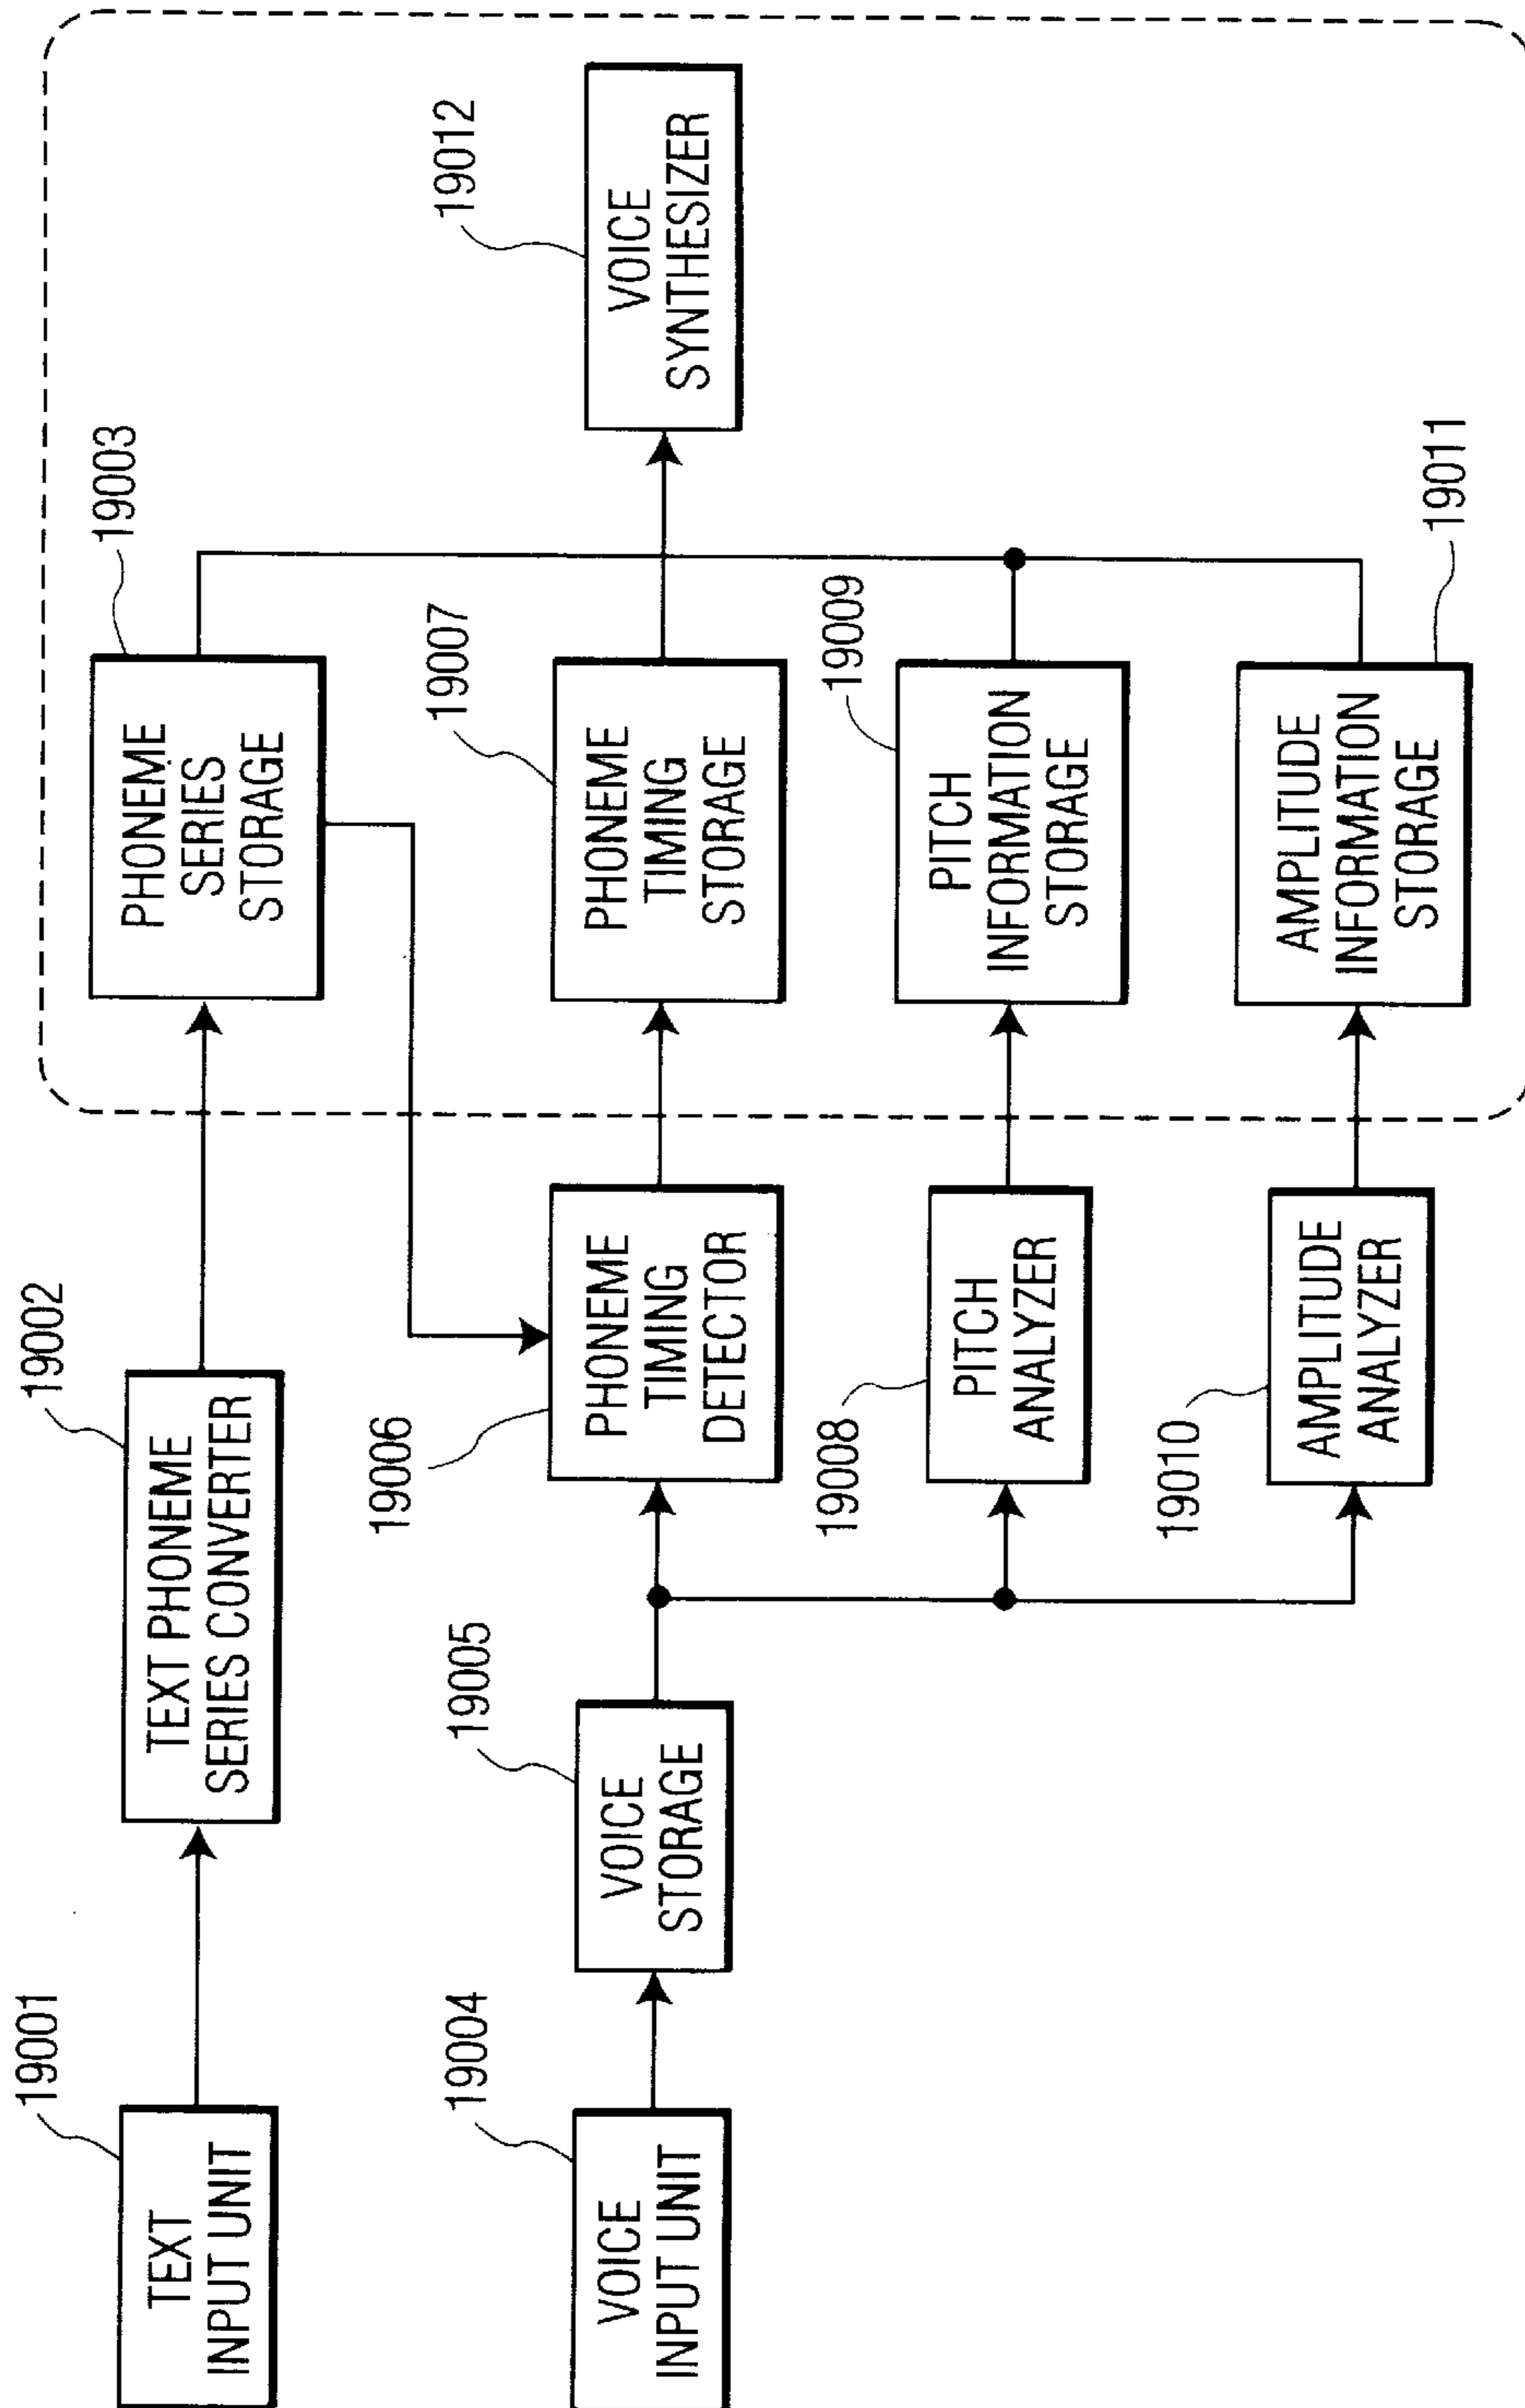 19001
TEXT
INPUT UNIT
19002
TEXT PHONEME
SERIES CONVERTER
19003
PHONEME
SERIES
STORAGE
19004
VOICE
INPUT UNIT
19005
VOICE
STORAGE
19006
PHONEME
TIMING
DETECTOR
19007
PHONEME
TIMING
STORAGE
19012
VOICE
SYNTHESIZER
19008
PITCH
ANALYZER
19009
PITCH
INFORMATION
STORAGE
19010
AMPLITUDE
ANALYZER
19011
AMPLITUDE
INFORMATION
STORAGE